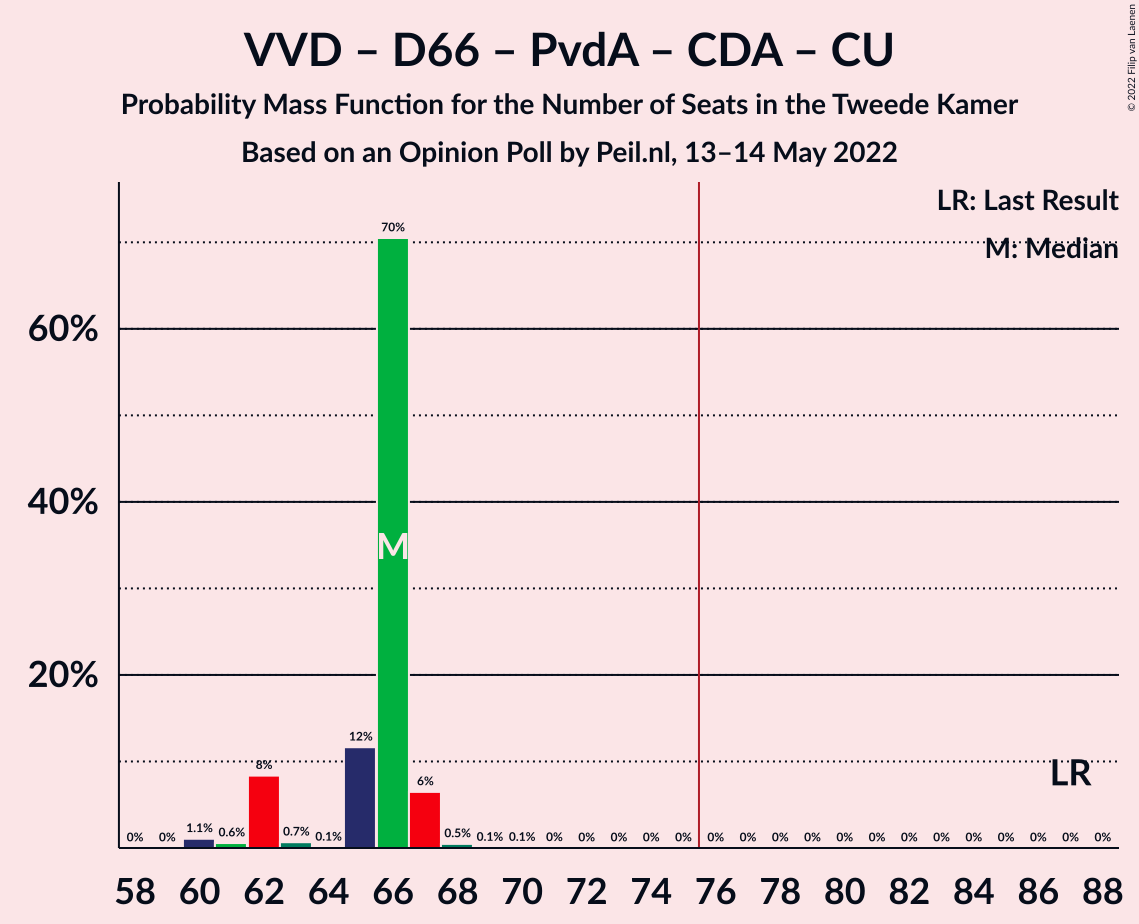 VVD – D66 – PvdA – CDA – CU
Probability Mass Function for the Number of Seats in the Tweede Kamer
Based on an Opinion Poll by Peil.nl, 13–14 May 2022
© 2022 Filip van Laenen
LR: Last Result
M: Median
60%
40%
20%
0% 0% 1.1% 0.6% 8% 0.7% 0.1% 12% 70% 6% 0.5% 0.1% 0.1% 0% 0% 0% 0% 0% 0% 0% 0% 0% 0% 0% 0% 0% 0% 0% 0% 0% 0%
M
LR
58 60 62 64 66 68 70 72 74 76 78 80 82 84 86 88